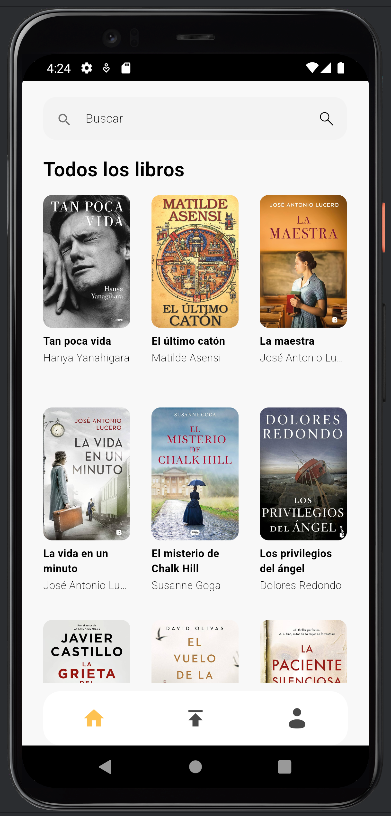 4:24
Buscar
Todos los libros
TAN POCA
VIDA
Hanya
Yanagihara
MATILDE
ASENSI
EL ÚLTIMO
CATÓN
JOSÉ ANTONIO LUCERO
LA
MAESTRA
B
Tan poca vida
El último catón
La maestra
Hanya Yanahigara
Matilde Asensi
José Antonio Lu...
JOSÉ ANTONIO
LUCERO
LA VIDA
EN UN
MINUTO
B
EL
MISTERIO
DE
CHALK HILL
DOLORES
REDONDO
LOS
PRIVILEGIOS
DEL ÁNGEL
La vida en un
minuto
El misterio de
Chalk Hill
Los privilegios
del ángel
José Antonio Lu...
Susanne Goga
Dolores Redondo
JAVIER
CASTILLO
LA
GRIETA
DEL
DAVID OLIVAS
EL
VUELO
DE LA
LA
PACIENTE
SILENCIOSA